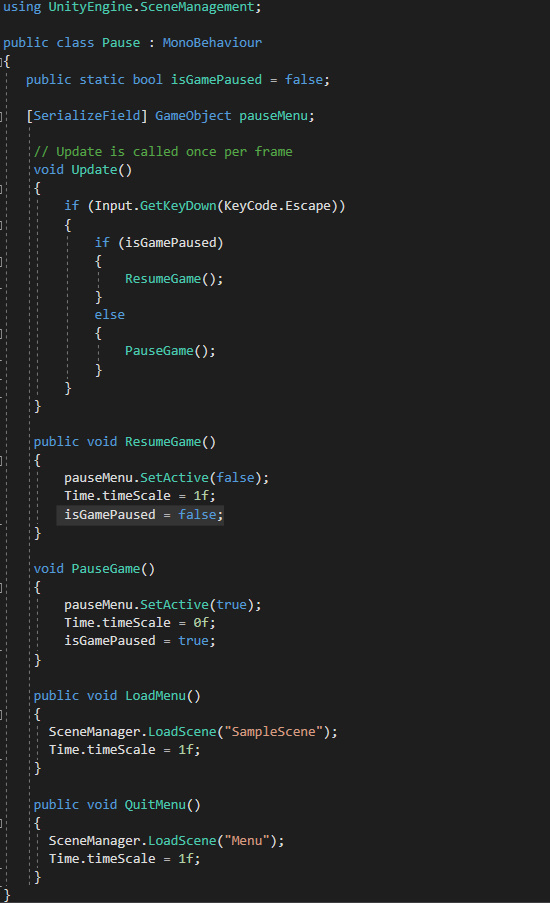 using UnityEngine.SceneManagement;
public class Pause : MonoBehaviour
{
public static bool isGamePaused = false;
[SerializeField] GameObject pauseMenu;
// Update is called once per frame
void Update()
{
if (Input.GetKeyDown(KeyCode.Escape))
{
if (isGamePaused)
{
ResumeGame();
}
else
{
PauseGame();
}
}
}
public void ResumeGame()
{
pauseMenu.SetActive(false);
Time.timeScale = 1f;
isGamePaused = false;
}
void PauseGame()
{
pauseMenu.SetActive(true);
Time.timeScale = 0f;
isGamePaused = true;
}
public void LoadMenu()
{
SceneManager.LoadScene("SampleScene");
Time.timeScale = 1f;
}
public void QuitMenu()
{
SceneManager.LoadScene("Menu");
Time.timeScale = 1f;
}
}